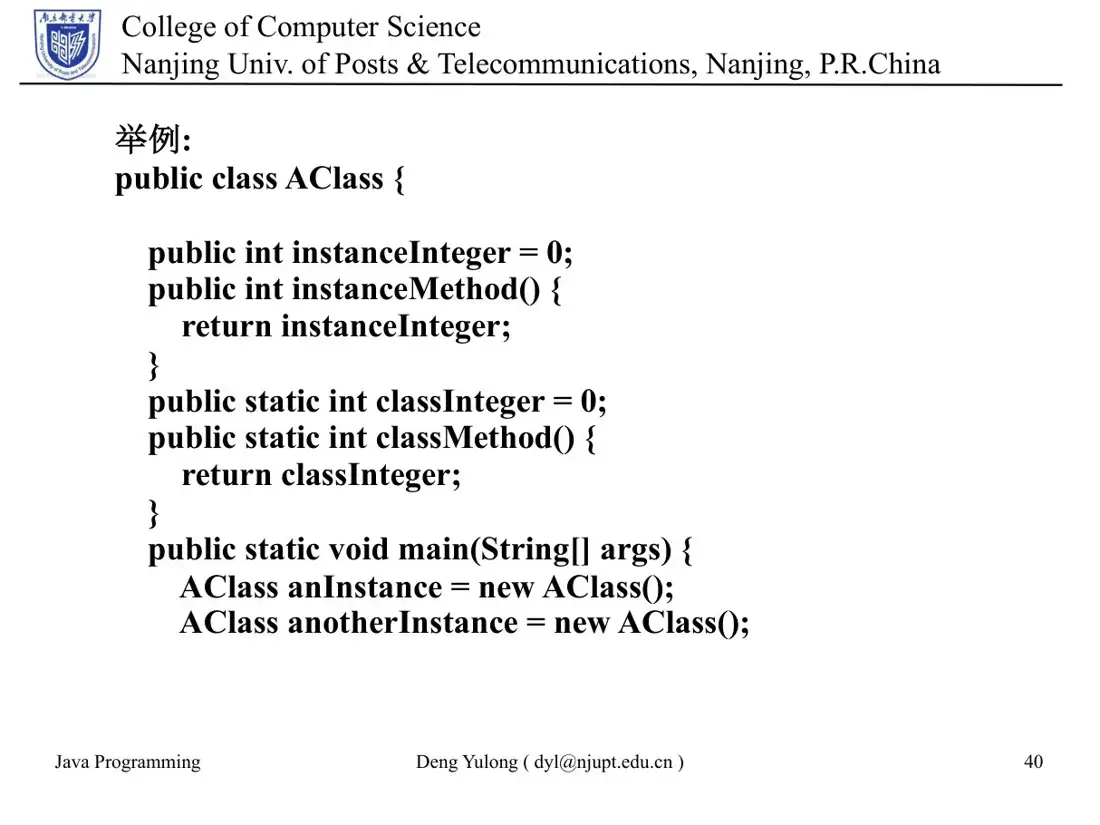 College of Computer Science
Nanjing Univ. of Posts & Telecommunications, Nanjing, P.R.China
举例:
public class AClass {
public int instanceInteger = 0;
public int instanceMethod() {
return instanceInteger;
}
public static int classInteger = 0;
public static int classMethod() {
return classInteger;
}
public static void main(String[] args) {
AClass anInstance = new AClass();
AClass anotherInstance = new AClass();
Java Programming
Deng Yulong ( dyl@njupt.edu.cn )
40